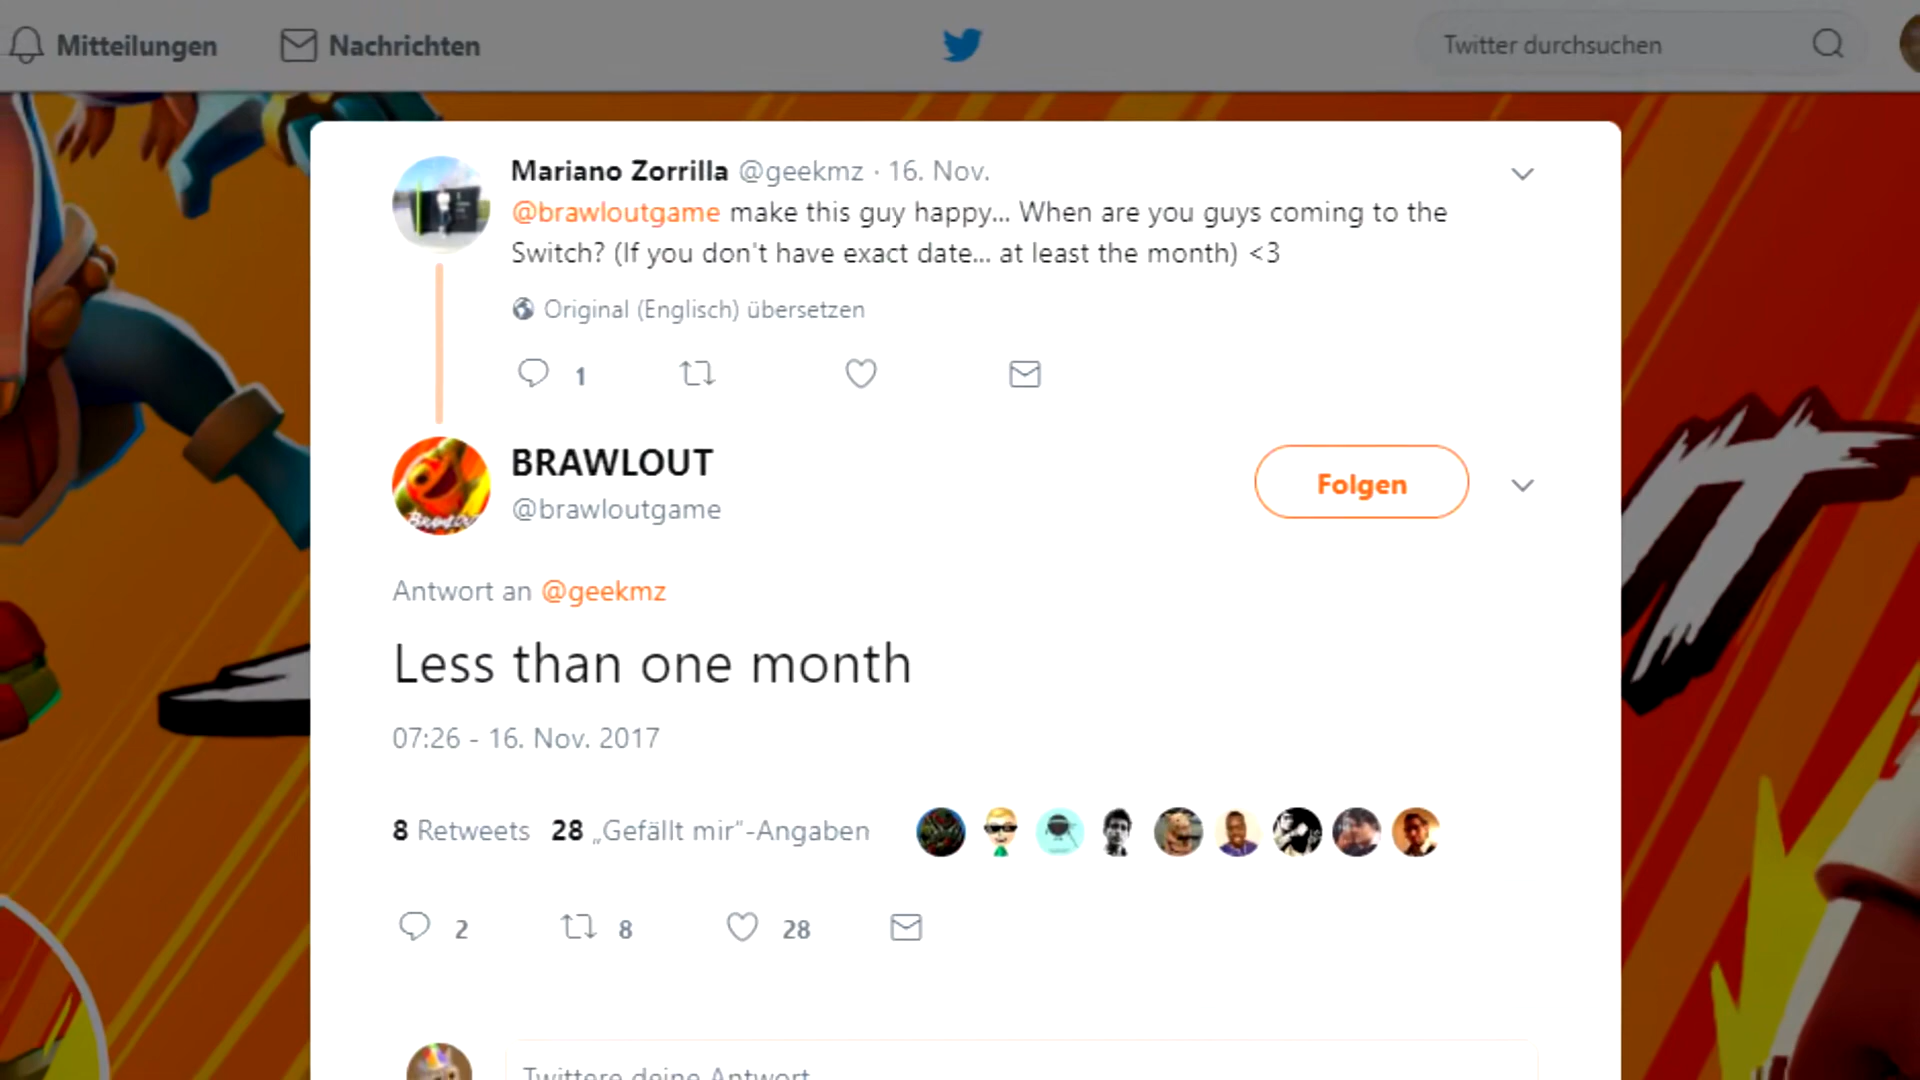 Mitteilungen
Nachrichten
Twitter durchsuchen
Mariano Zorrilla @geekmz · 16. Nov.
@brawloutgame make this guy happy... When are you guys coming to the
Switch? (If you don't have exact date... at least the month) <3
Original (Englisch) übersetzen
1
BRAWLOUT
@brawloutgame
Folgen
BRAWLOUT
Antwort an @geekmz
Less than one month
07:26 - 16. Nov. 2017
8 Retweets 28 „Gefällt mir"-Angaben
2 8 28
Twittere deine Antwort